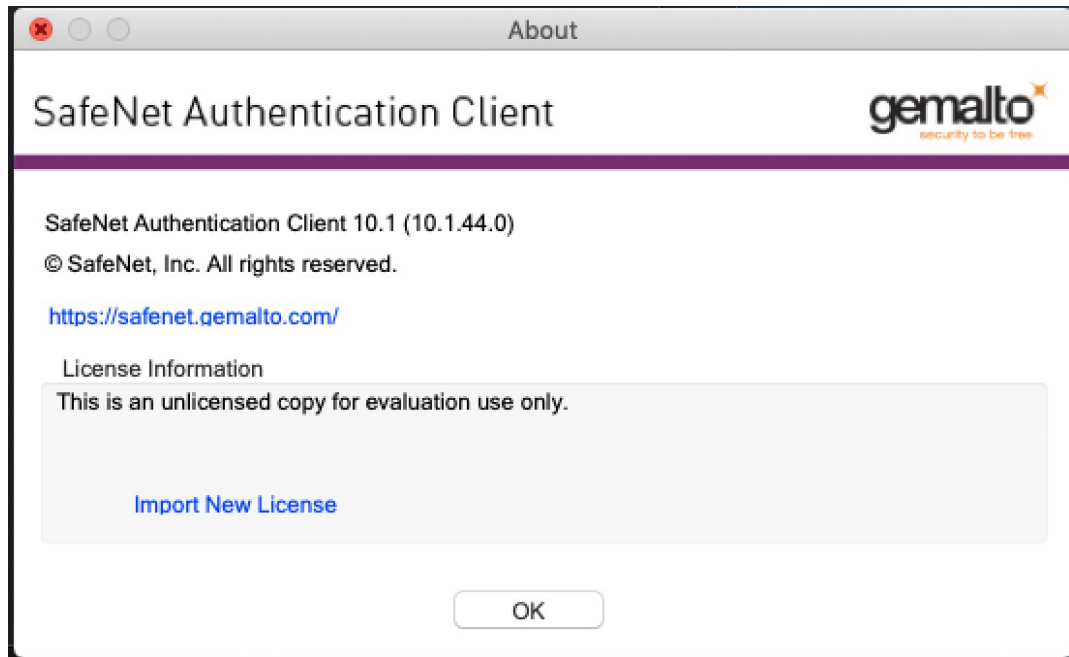 About
SafeNet Authentication Client
gemalto
security to be free
SafeNet Authentication Client 10.1 (10.1.44.0)
© SafeNet, Inc. All rights reserved.
https://safenet.gemalto.com/
License Information
This is an unlicensed copy for evaluation use only.
Import New License
OK